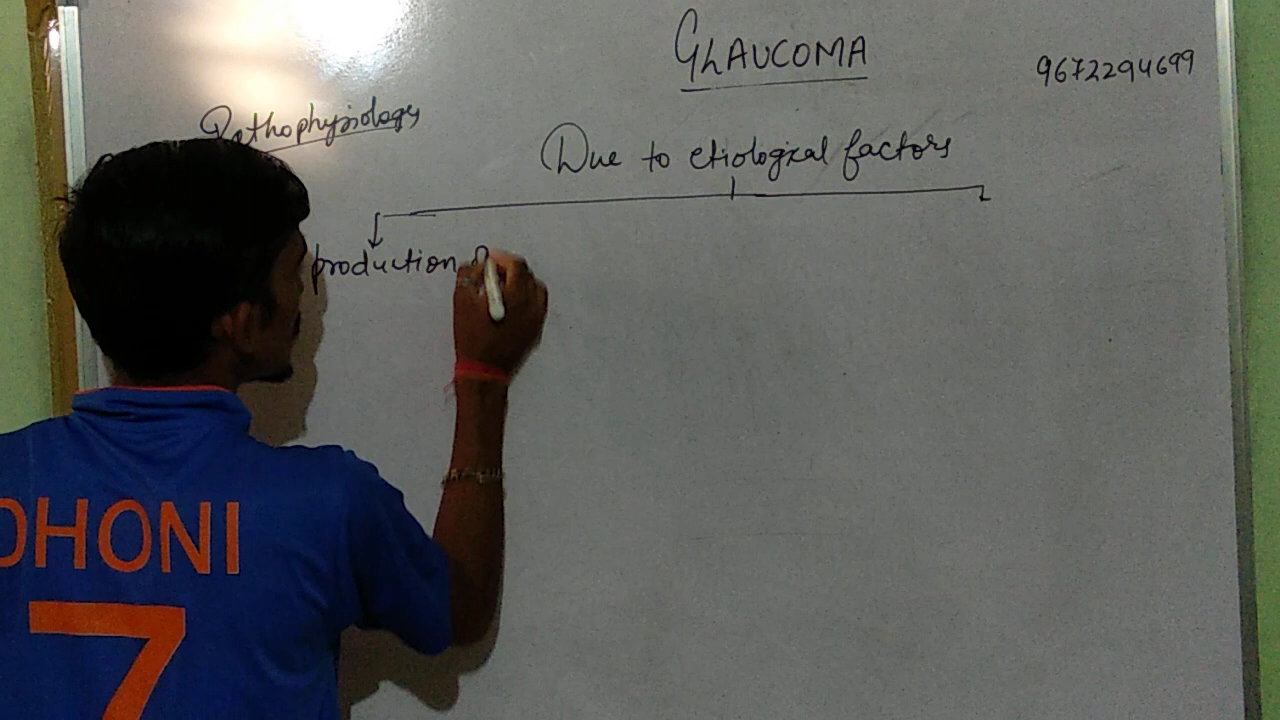 GLAUCOMA
9672294699
Pathophysiology
Due to etiological factors
production
DHONI
7